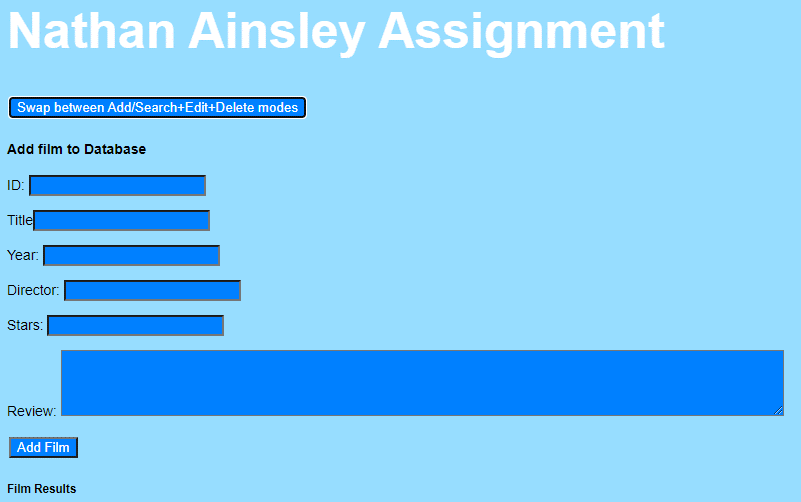 Nathan Ainsley Assignment
Swap between Add/Search+Edit+Delete modes
Add film to Database
ID:
Title
Year:
Director:
Stars:
Review:
Add Film
Film Results